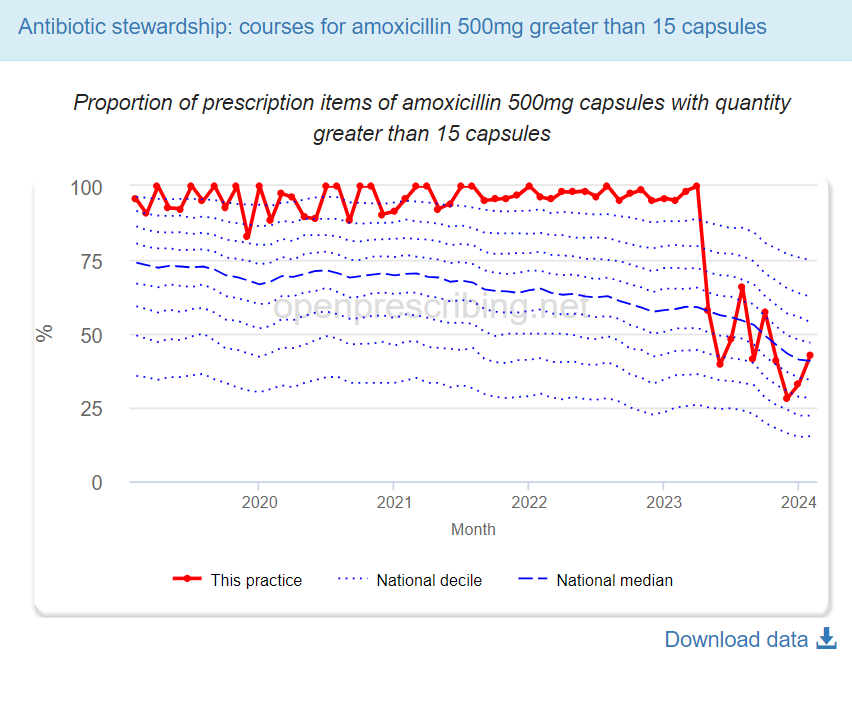 Antibiotic stewardship: courses for amoxicillin 500mg greater than 15 capsules
Proportion of prescription items of amoxicillin 500mg capsules with quantity
greater than 15 capsules
100
75
50
25
0
%
openprescribing.net
2020 2021 2022 2023 2024
Month
This practice National decile National median
Download data